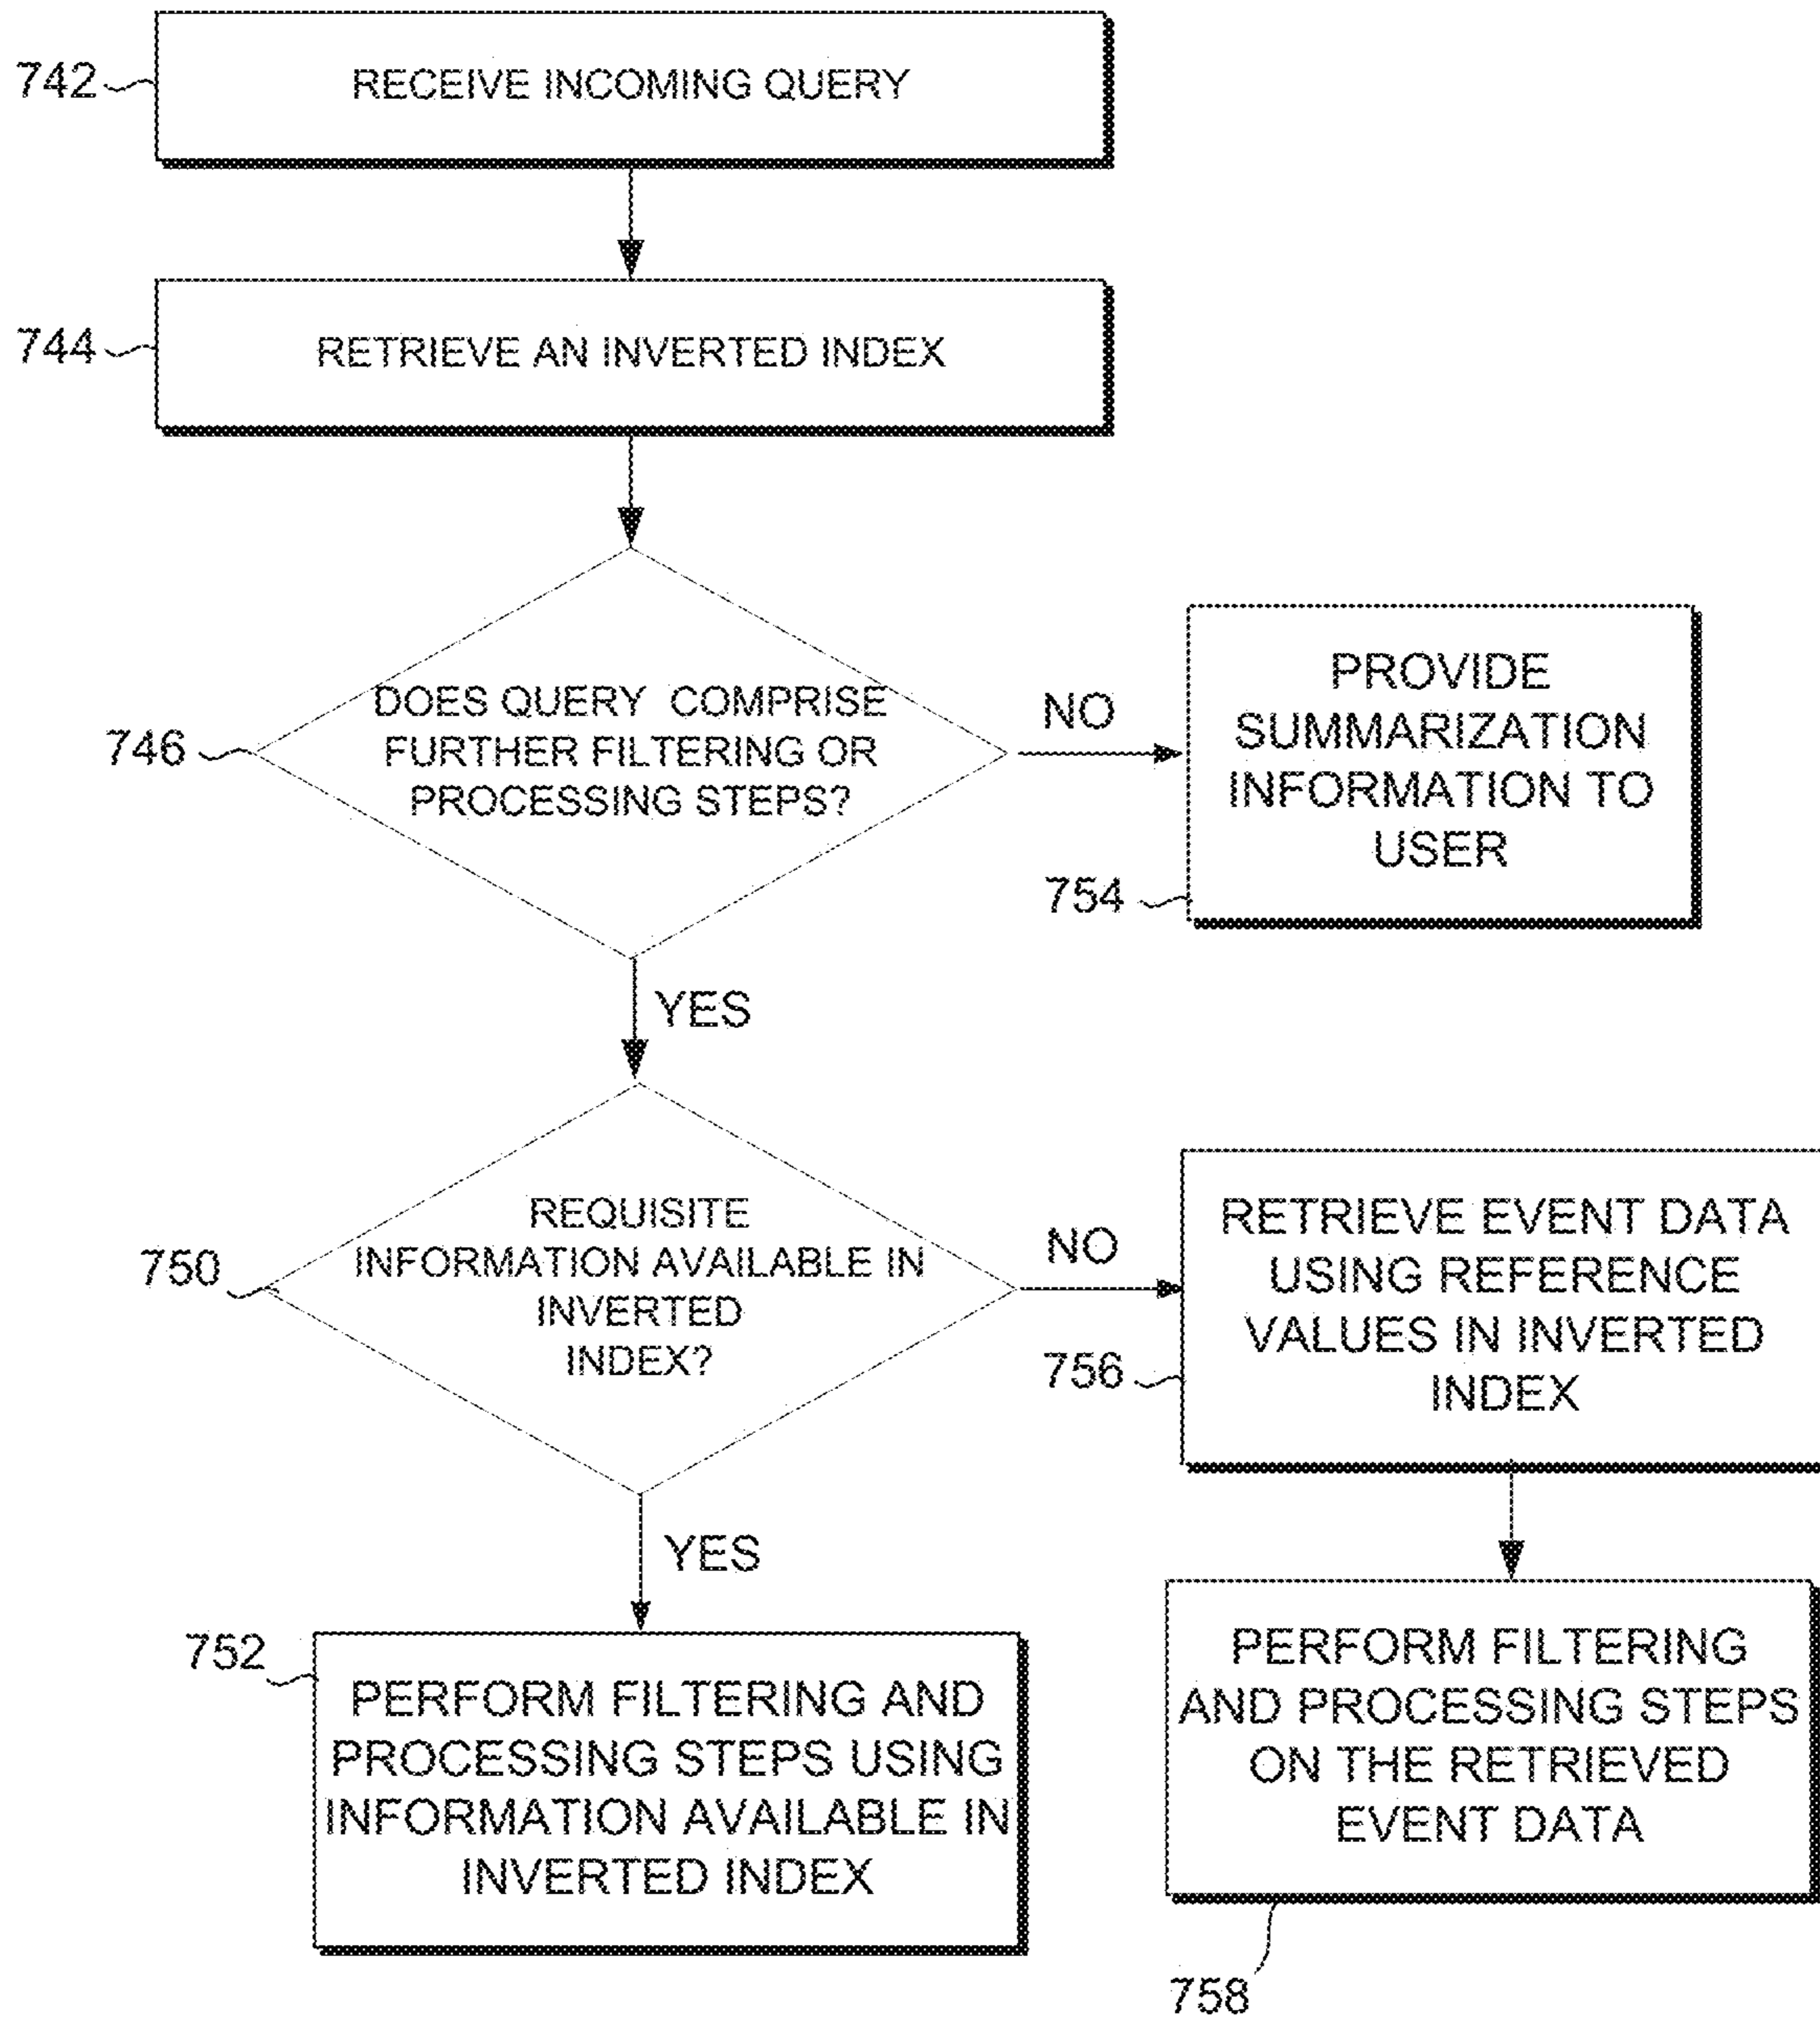 742
RECEIVE INCOMING QUERY
744
RETRIEVE AN INVERTED INDEX
746
DOES QUERY COMPRISE
FURTHER FILTERING OR
PROCESSING STEPS?
NO
PROVIDE
SUMMARIZATION
INFORMATION TO
USER
754
YES
750
REQUISITE
INFORMATION AVAILABLE IN
INVERTED
INDEX?
NO
RETRIEVE EVENT DATA
USING REFERENCE
VALUES IN INVERTED
INDEX
756
YES
752
PERFORM FILTERING AND
PROCESSING STEPS USING
INFORMATION AVAILABLE IN
INVERTED INDEX
PERFORM FILTERING
AND PROCESSING STEPS
ON THE RETRIEVED
EVENT DATA
758